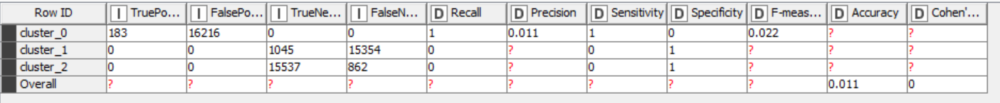 Row ID I TruePo... I FalsePo... I TrueNe... I FalseN... D Recall D Precision D Sensitivity D Specificity D F-meas... D Accuracy D Cohen'...
cluster_0 183 16216 0 0 1 0.011 1 0 0.022 ? ?
cluster_1 0 0 1045 15354 0 ? 0 1 ? ? ?
cluster_2 0 0 15537 862 0 ? 0 1 ? ? ?
Overall ? ? ? ? ? ? ? ? ? 0.011 0